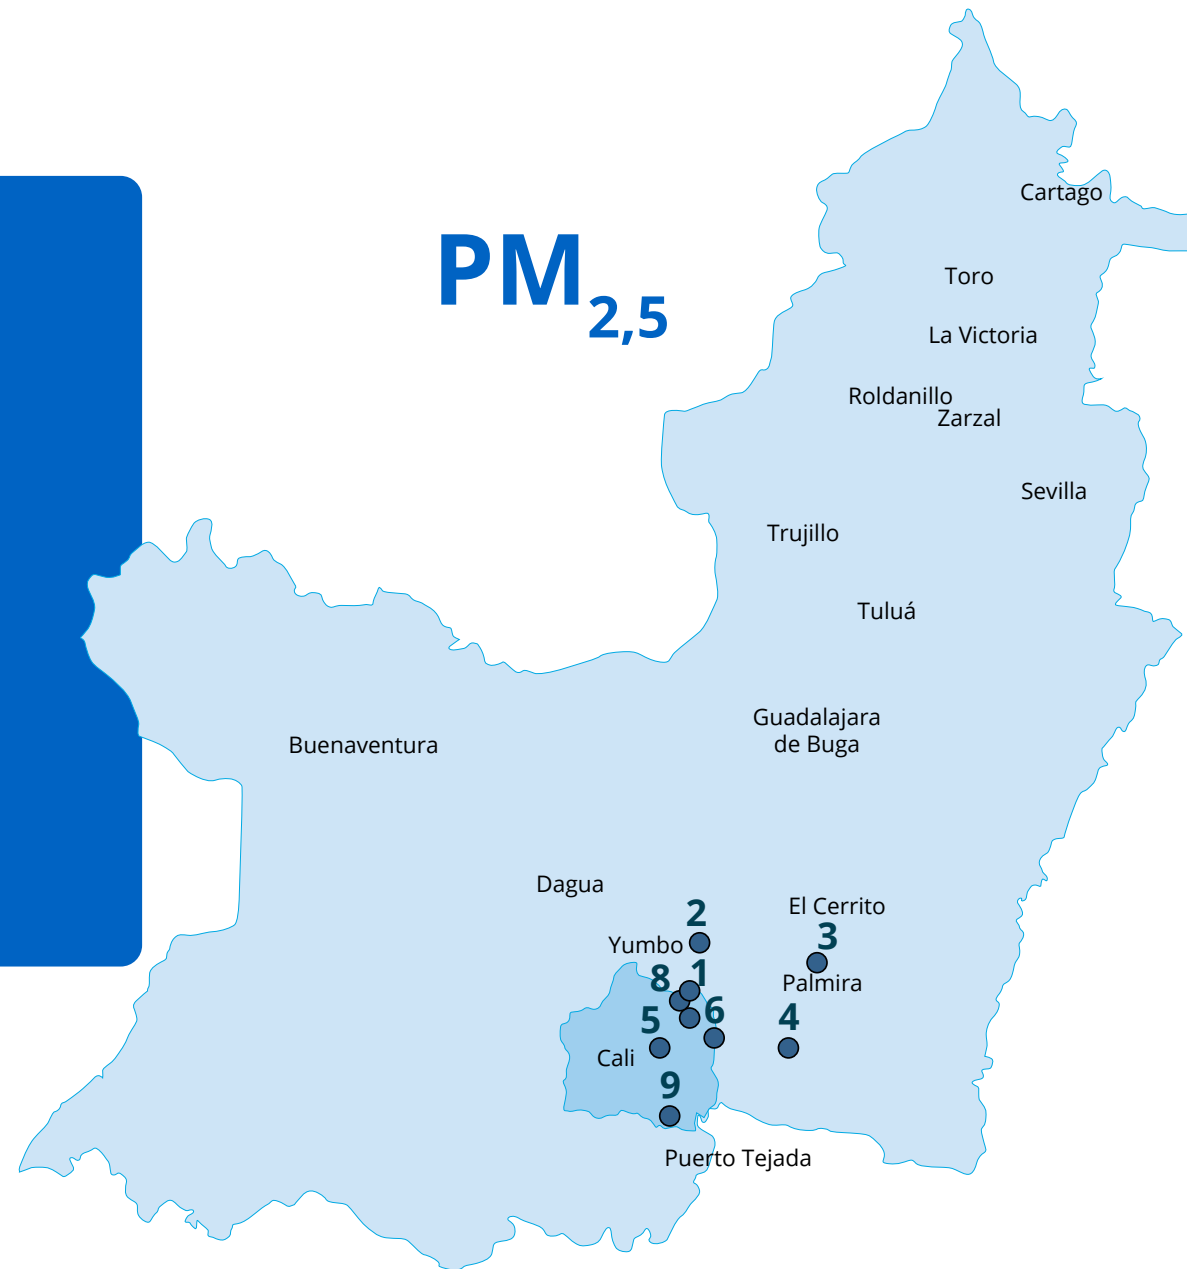 PM2,5
Cartago
Toro
La Victoria
Roldanillo
Zarzal
Sevilla
Trujillo
Tuluá
Guadalajara
de Buga
Buenaventura
Dagua
El Cerrito
2
3
Yumbo
1
8
Palmira
6
5
4
Cali
9
Puerto Tejada